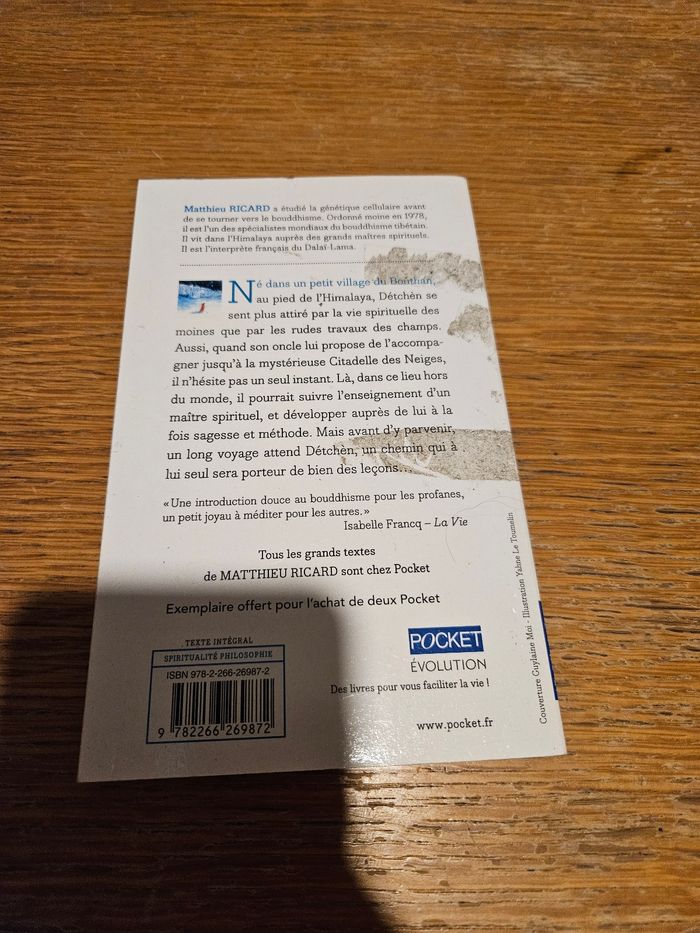 Matthieu RICARD a étudié la génétique cellulaire avant
de se tourner vers le bouddhisme. Ordonné moine en 1978,
il est l'un des spécialistes mondiaux du bouddhisme tibétain.
Il vit dans l'Himalaya auprès des grands maîtres spirituels.
Il est l'interprète français du Dalaï-Lama.
Né dans un petit village du Bouthan,
au pied de l'Himalaya, Détchèn se
sent plus attiré par la vie spirituelle des
moines que par les rudes travaux des champs.
Aussi, quand son oncle lui propose de l'accompa-
gner jusqu'à la mystérieuse Citadelle des Neiges,
il n'hésite pas un seul instant. Là, dans ce lieu hors
du monde, il pourrait suivre l'enseignement d'un
maître spirituel, et développer auprès de lui à la
fois sagesse et méthode. Mais avant d'y parvenir,
un long voyage attend Détchèn, un chemin qui à
lui seul sera porteur de bien des leçons...
« Une introduction douce au bouddhisme pour les profanes,
un petit joyau à méditer pour les autres. »
Isabelle Francq – La Vie
Tous les grands textes
de MATTHIEU RICARD sont chez Pocket
Exemplaire offert pour l'achat de deux Pocket
TEXTE INTÉGRAL
SPIRITUALITÉ PHILOSOPHIE
ISBN 978-2-266-26987-2
9 782266 269872
POCKET
ÉVOLUTION
Des livres pour vous faciliter la vie !
www.pocket.fr
Couverture Guylaine Moi - Illustration Yahne Le Toumelin